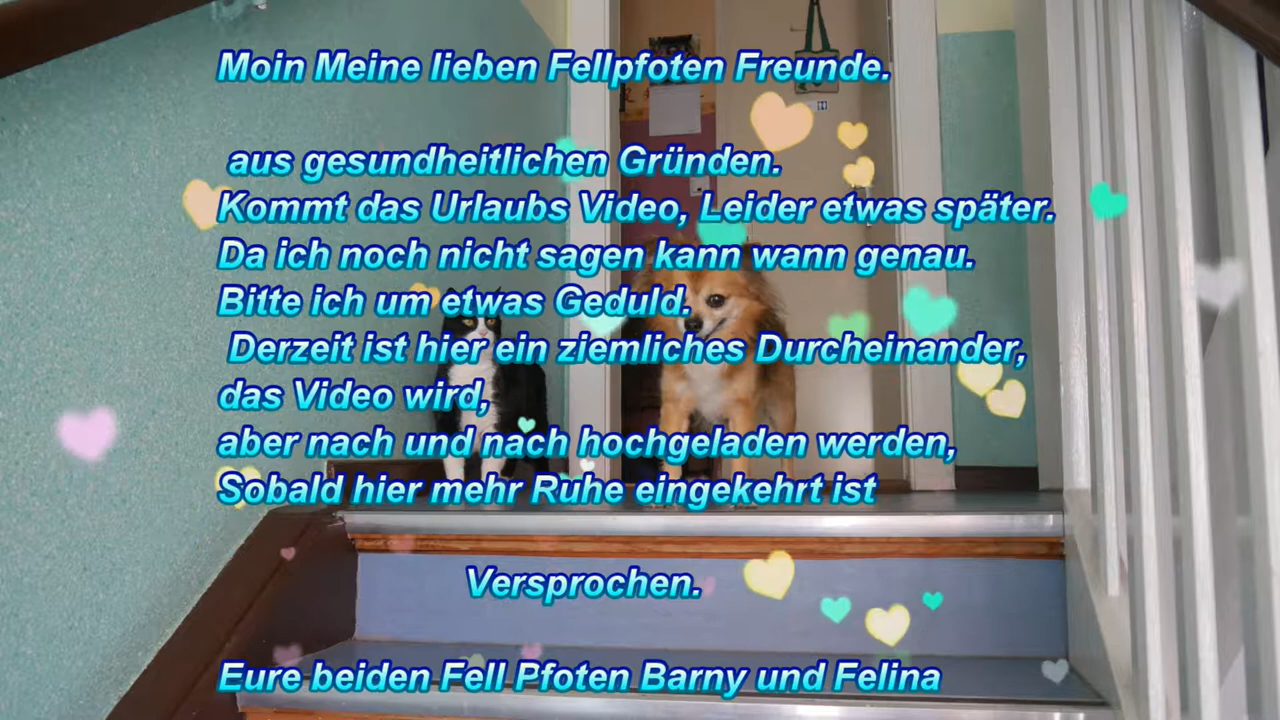 Moin Meine lieben Fellpfoten Freunde.
aus gesundheitlichen Gründen.
Kommt das Urlaubs Video, Leider etwas später.
Da ich noch nicht sagen kann wann genau.
Bitte ich um etwas Geduld.
Derzeit ist hier ein ziemliches Durcheinander,
das Video wird,
aber nach und nach hochgeladen werden,
Sobald hier mehr Ruhe eingekehrt ist
Versprochen.
Eure beiden Fell Pfoten Barny und Felina